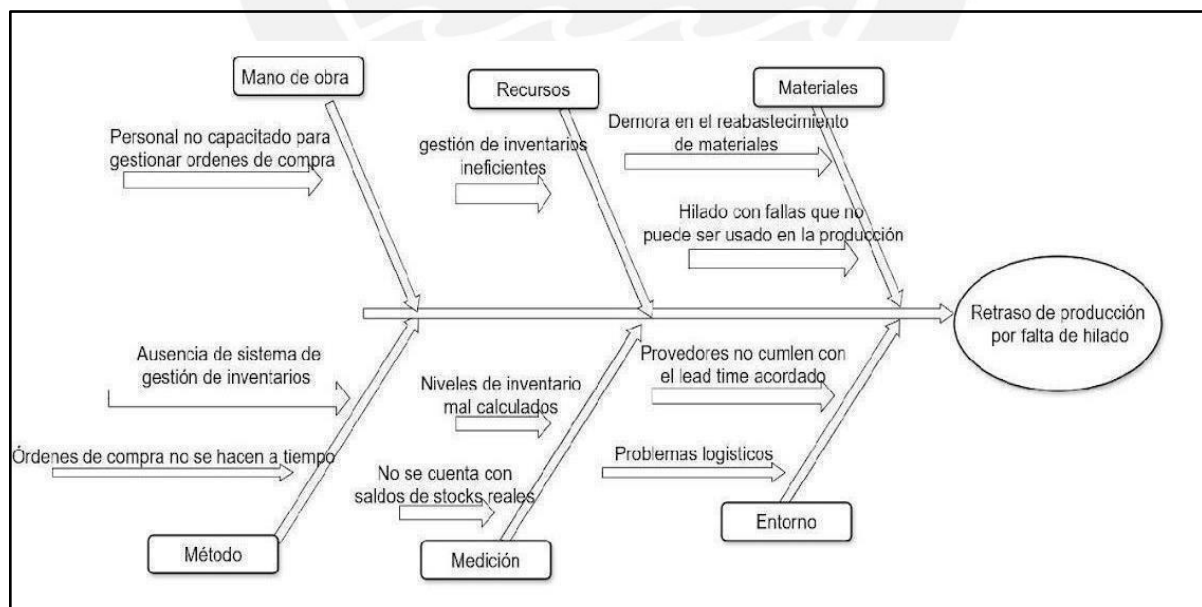 Mano de obra
Recursos
Materiales
Personal no capacitado para
gestionar ordenes de compra
gestión de inventarios
ineficientes
Demora en el reabastecimiento
de materiales
Hilado con fallas que no
puede ser usado en la producción
Retraso de producción
por falta de hilado
Ausencia de sistema de
gestión de inventarios
Órdenes de compra no se hacen a tiempo
Niveles de inventario
mal calculados
No se cuenta con
saldos de stocks reales
Provedores no cumlen con
el lead time acordado
Problemas logisticos
Método
Medición
Entorno